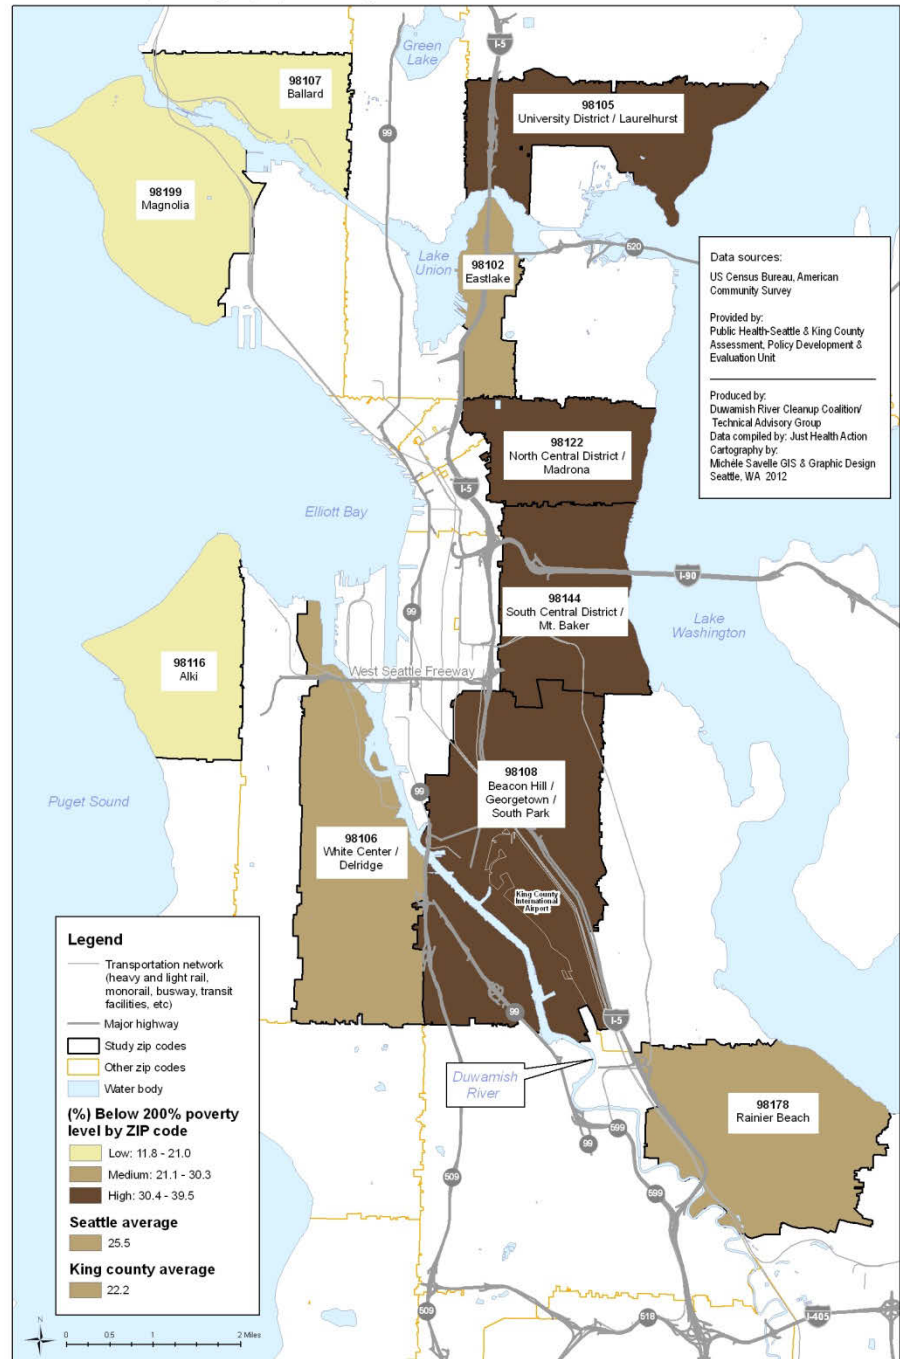 Green
Lake
I-5
98107
Ballard
98105
University District / Laurelhurst
99
98199
Magnolia
Lake
Union
98102
Eastlake
520
Data sources:
US Census Bureau, American
Community Survey
Provided by:
Public Health-Seattle & King County
Assessment, Policy Development &
Evaluation Unit
Produced by:
Duwamish River Cleanup Coalition/
Technical Advisory Group
Data compiled by: Just Health Action
Cartography by:
Michéle Savelle GIS & Graphic Design
Seattle, WA 2012
98122
North Central District /
Madrona
I-5
Elliott Bay
I-90
98144
South Central District /
Mt. Baker
99
Lake
Washington
98116
Alki
West Seattle Freeway
98108
Beacon Hill /
Georgetown /
South Park
99
Puget Sound
98106
White Center /
Delridge
King County
International
Airport
Legend
Transportation network
(heavy and light rail,
monorail, busway, transit
facilities, etc)
Major highway
Study zip codes
Other zip codes
Water body
(%) Below 200% poverty
level by ZIP code
Low: 11.8 - 21.0
Medium: 21.1 - 30.3
High: 30.4 - 39.5
Seattle average
25.5
King county average
22.2
99
I-5
Duwamish
River
98178
Rainier Beach
599
99
509
599
509
518
I-405
N
0 0.5 1 2 Miles